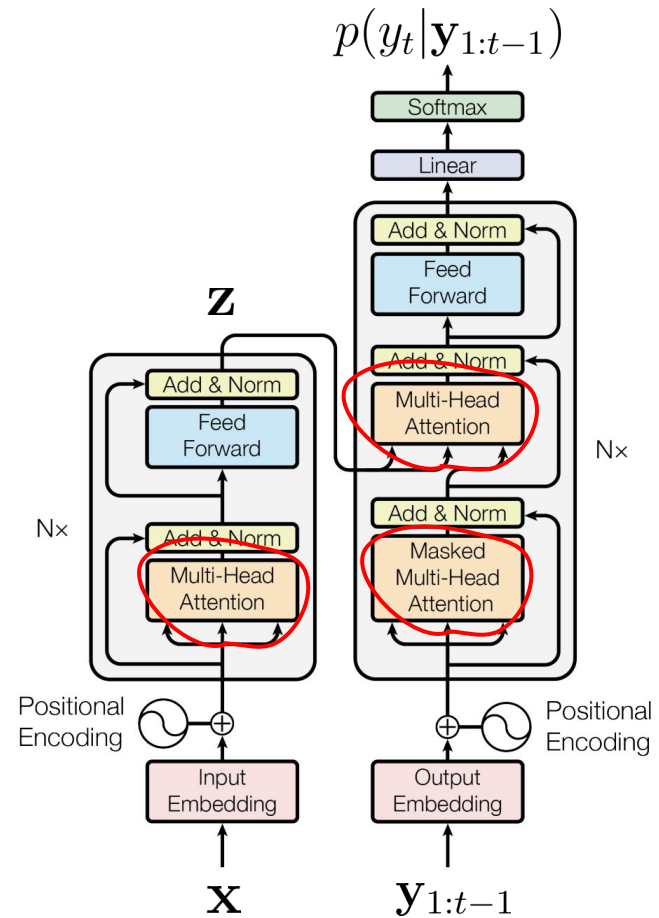 p(y_t|𝐲_{1:t−1})
Softmax
Linear
Add & Norm
Feed
Forward
Add & Norm
Multi-Head
Attention
Add & Norm
Masked
Multi-Head
Attention
N×
𝐳
Add & Norm
Feed
Forward
N×
Add & Norm
Multi-Head
Attention
Positional
Encoding
Positional
Encoding
Input
Embedding
Output
Embedding
𝐱
𝐲_{1:t−1}